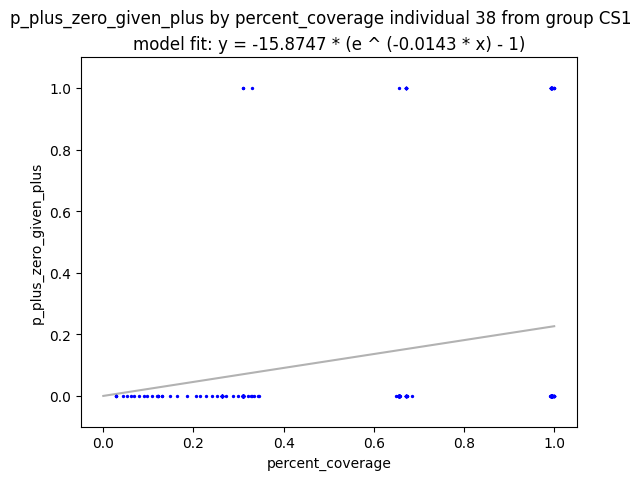 p_plus_zero_given_plus by percent_coverage individual 38 from group CS1
model fit: y = -15.8747 * (e ^ (-0.0143 * x) - 1)
p_plus_zero_given_plus
1.0
0.8
0.6
0.4
0.2
0.0
0.0 0.2 0.4 0.6 0.8 1.0
percent_coverage